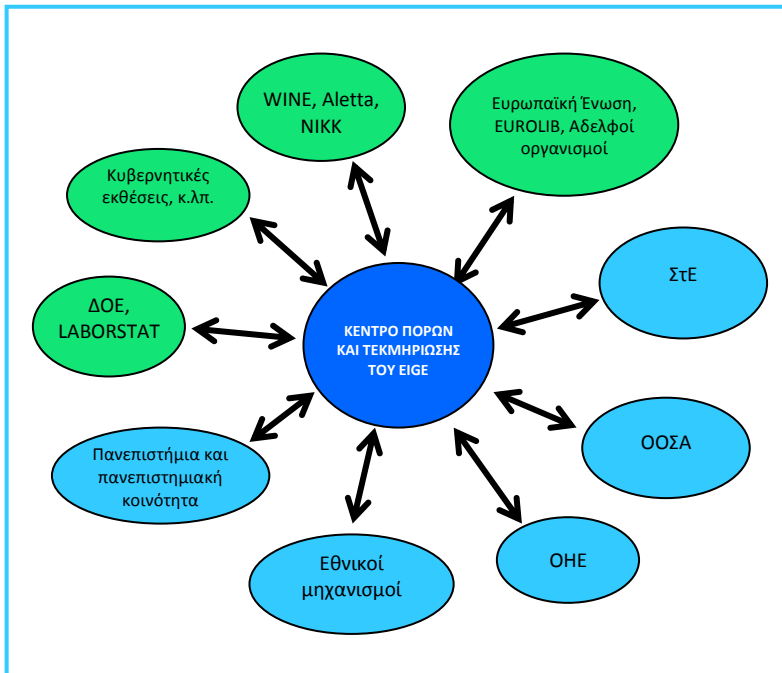 WINE, Aletta,
NIKK
Ευρωπαϊκή Ένωση,
EUROLIB, Αδελφοί
οργανισμοί
Κυβερνητικές
εκθέσεις, κ.λπ.
ΣτΕ
ΔΟΕ,
LABORSTAT
ΚΕΝΤΡΟ ΠΟΡΩΝ
ΚΑΙ ΤΕΚΜΗΡΙΩΣΗΣ
ΤΟΥ EIGE
ΟΟΣΑ
Πανεπιστήμια και
πανεπιστημιακή
κοινότητα
Εθνικοί
μηχανισμοί
ΟΗΕ